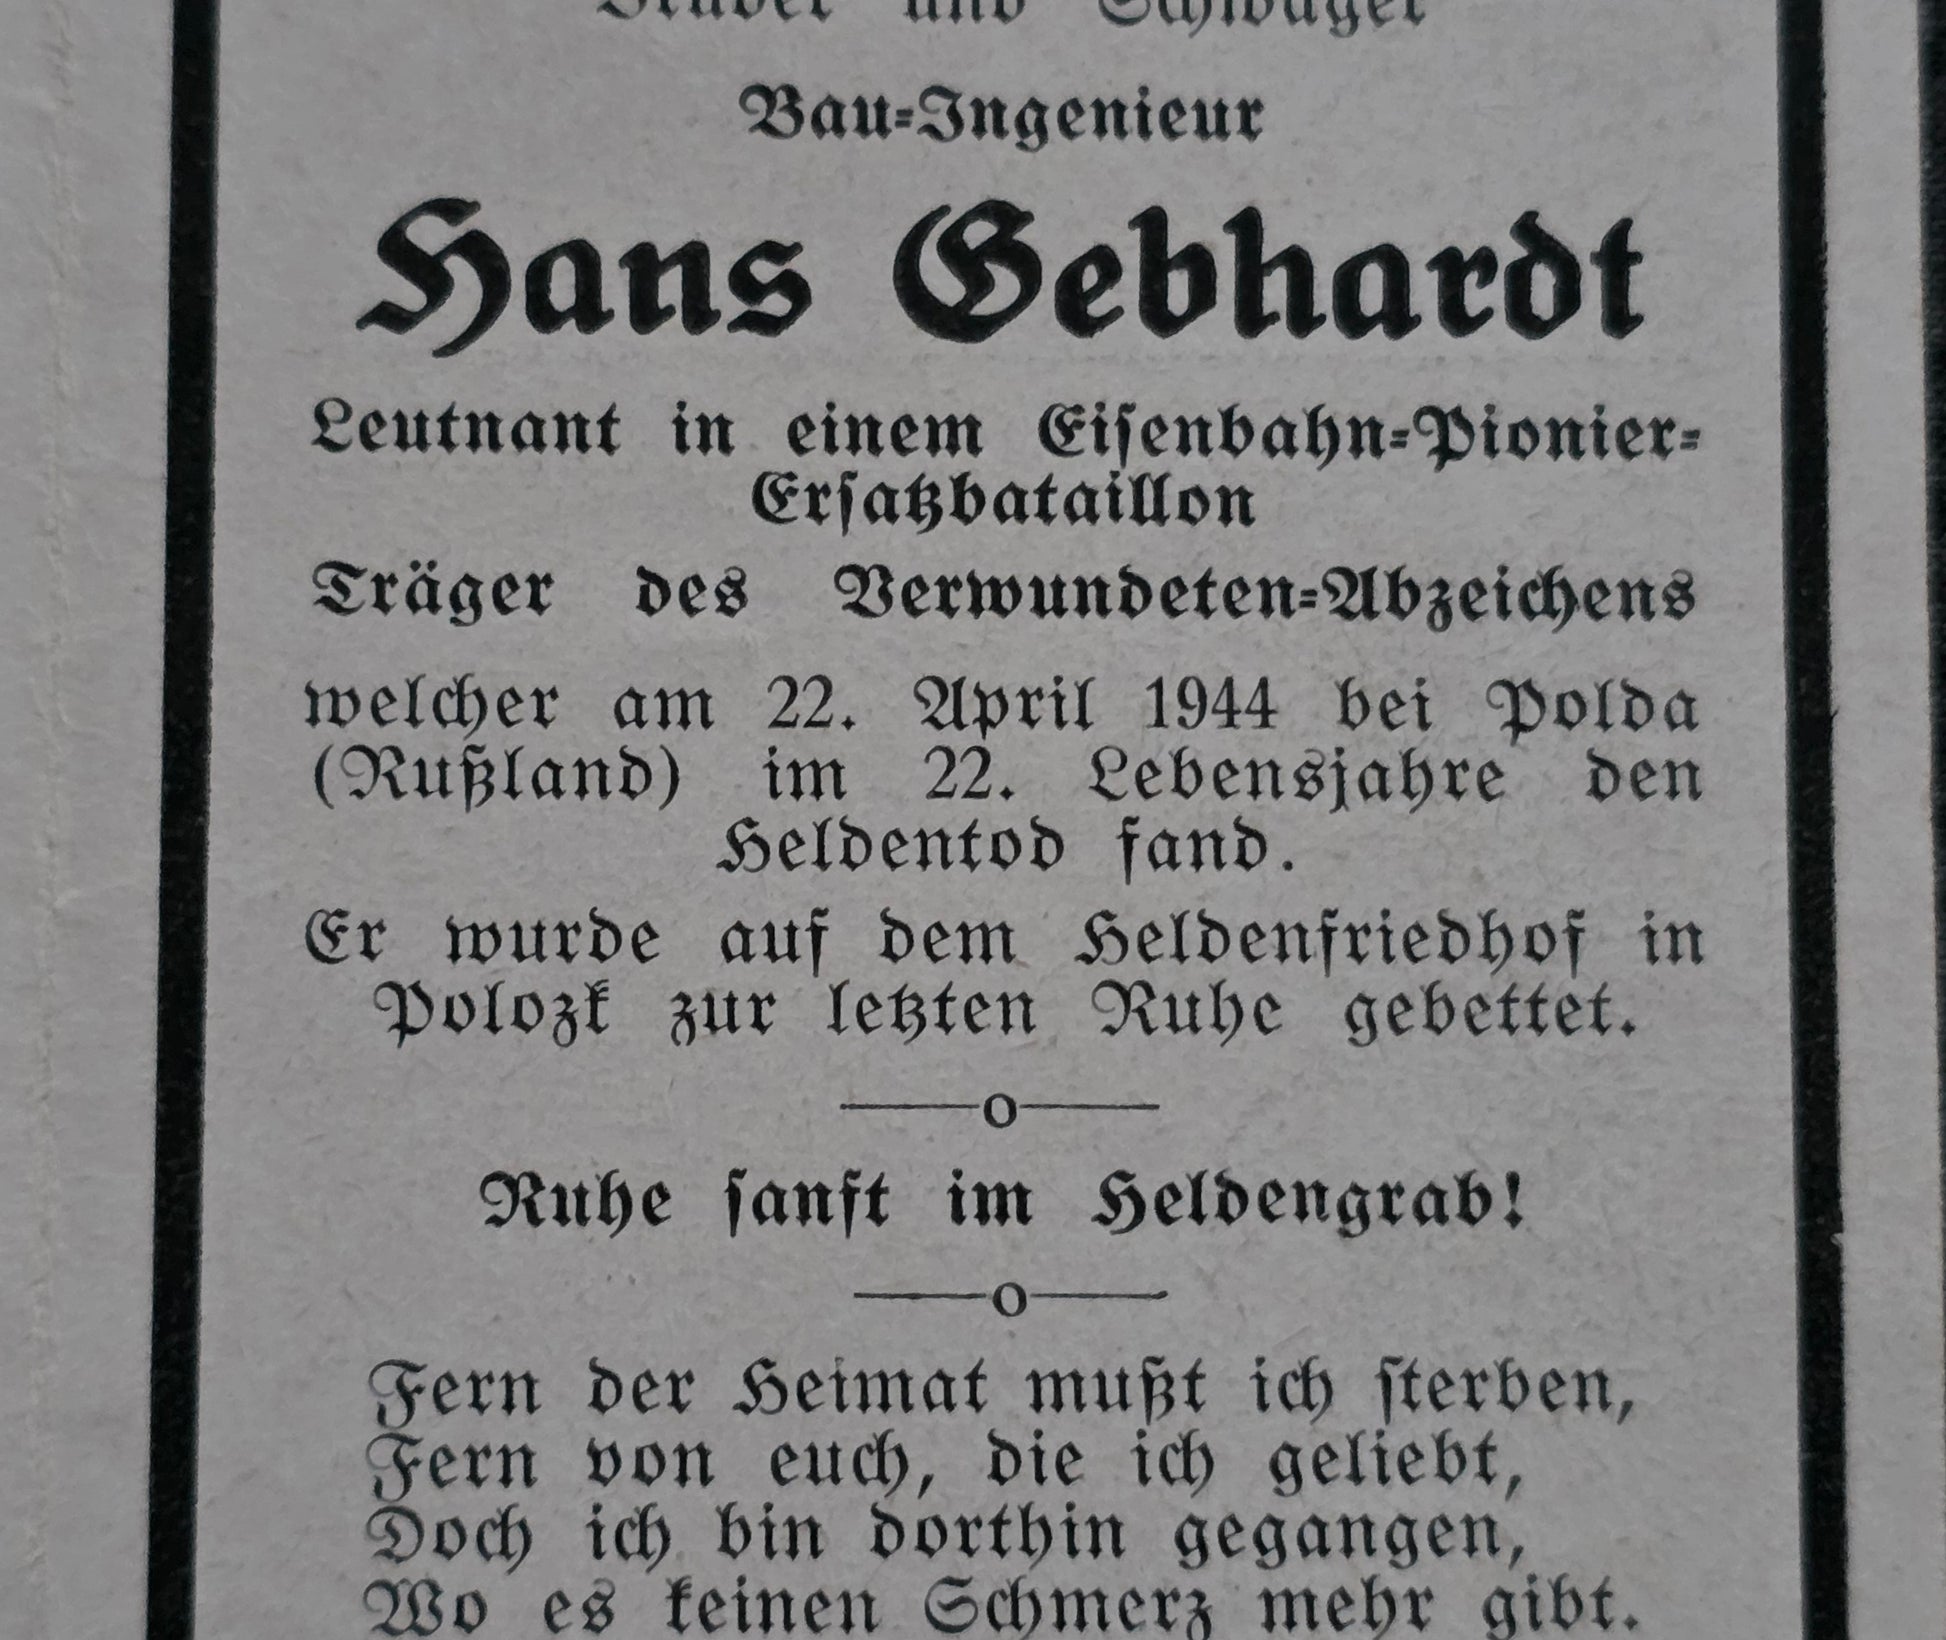 Bruder und Schwager
Bau-Ingenieur
Hans Gebhardt
Leutnant in einem Eisenbahn-Pionier-
Ersatzbataillon
Träger des Verwundeten-Abzeichens
welcher am 22. April 1944 bei Polda
(Rußland) im 22. Lebensjahre den
Heldentod fand.
Er wurde auf dem Heldenfriedhof in
Polozk zur letzten Ruhe gebettet.
Ruhe sanft im Heldengrab!
Fern der Heimat mußt ich sterben,
Fern von euch, die ich geliebt,
Doch ich bin dorthin gegangen,
Wo es keinen Schmerz mehr gibt.